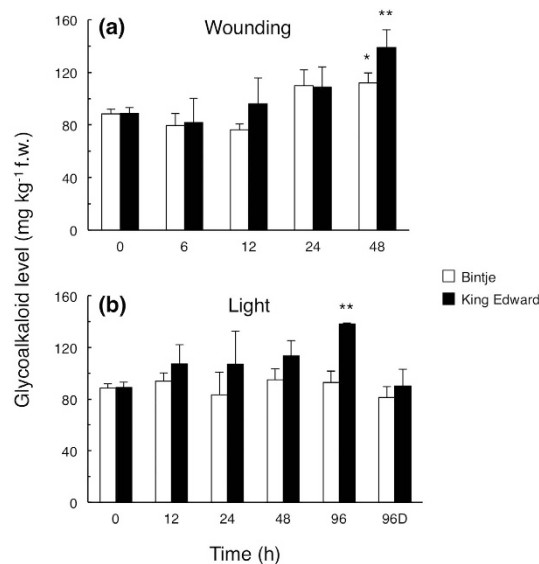 (a) Wounding
**
*
160
120
80
40
0
0 6 12 24 48
Glycoalkaloid level (mg kg⁻¹ f.w.)
Bintje
King Edward
(b) Light
**
160
120
80
40
0
0 12 24 48 96 96D
Time (h)